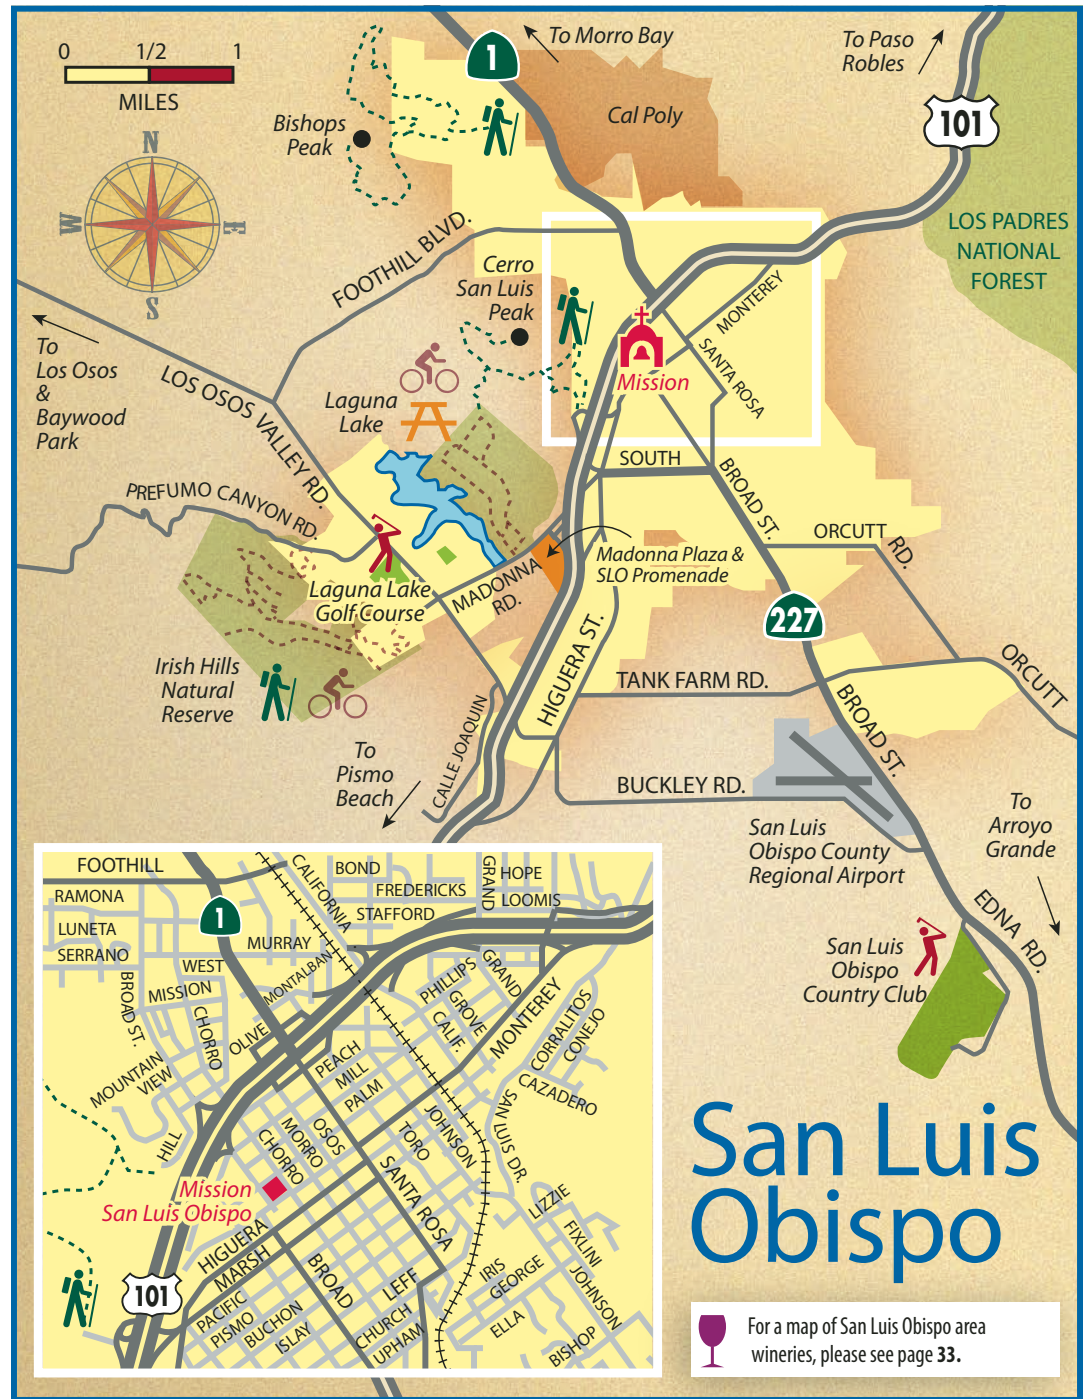 0 1/2 1
MILES
N
W
E
S
1
To Morro Bay
To Paso
Robles
101
Cal Poly
Bishops
Peak
LOS PADRES
NATIONAL
FOREST
FOOTHILL BLVD.
Cerro
San Luis
Peak
MONTEREY
SANTA ROSA
Mission
To
Los Osos
&
Baywood
Park
LOS OSOS VALLEY RD.
Laguna
Lake
PREFUMO CANYON RD.
SOUTH
BROAD ST.
ORCUTT RD.
Madonna Plaza &
SLO Promenade
MADONNA
RD.
Laguna Lake
Golf Course
227
HIGUERA ST.
Irish Hills
Natural
Reserve
TANK FARM RD.
ORCUTT
BROAD ST.
CALLE JOAQUIN
To
Pismo
Beach
BUCKLEY RD.
San Luis
Obispo County
Regional Airport
To
Arroyo
Grande
EDNA RD.
San Luis
Obispo
Country Club
FOOTHILL
RAMONA
LUNETA
SERRANO
1
CALIFORNIA
BOND
FREDERICKS
STAFFORD
GRAND
HOPE
LOOMIS
MURRAY
WEST
MISSION
MONTALBAN
BROAD ST.
CHORRO
OLIVE
MOUNTAIN
VIEW
HILL
PHILLIPS
GRAND
GROVE
CALIF.
MONTEREY
CORRALITOS
CONEJO
CAZADERO
PEACH
MILL
PALM
SAN LUIS DR.
JOHNSON
TORO
OSOS
MORRO
CHORRO
SANTA ROSA
Mission
San Luis Obispo
HIGUERA
MARSH
BROAD
LIZZIE
FIXLINI
JOHNSON
IRIS
GEORGE
ELLA
BISHOP
LEFF
CHURCH
UPHAM
101
PACIFIC
PISMO
BUCHON
ISLAY
San Luis
Obispo
For a map of San Luis Obispo area
wineries, please see page 33.